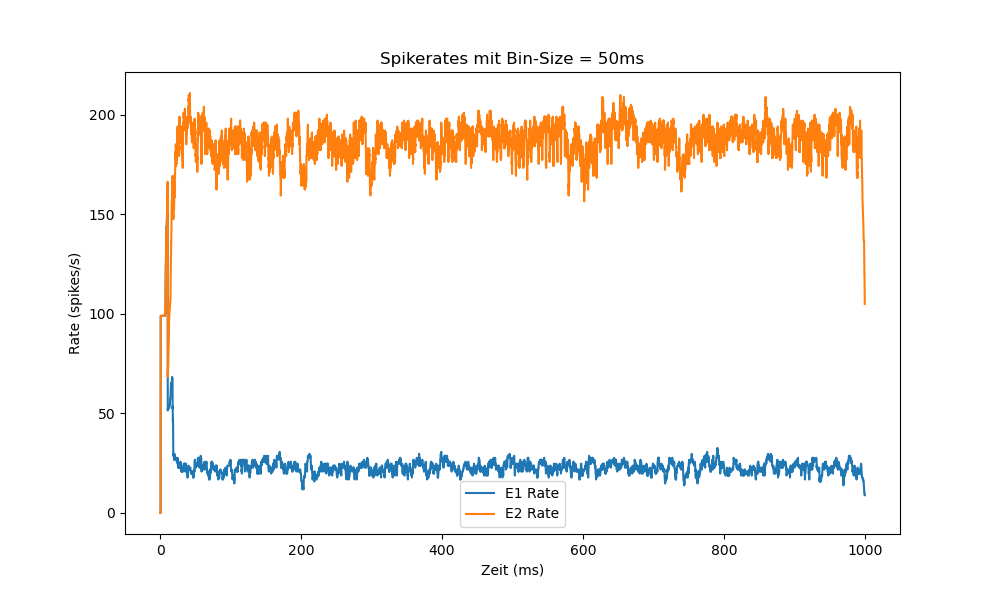 Spikerates mit Bin-Size = 50ms
Rate (spikes/s)
200
150
100
50
0
E1 Rate
E2 Rate
0 200 400 600 800 1000
Zeit (ms)